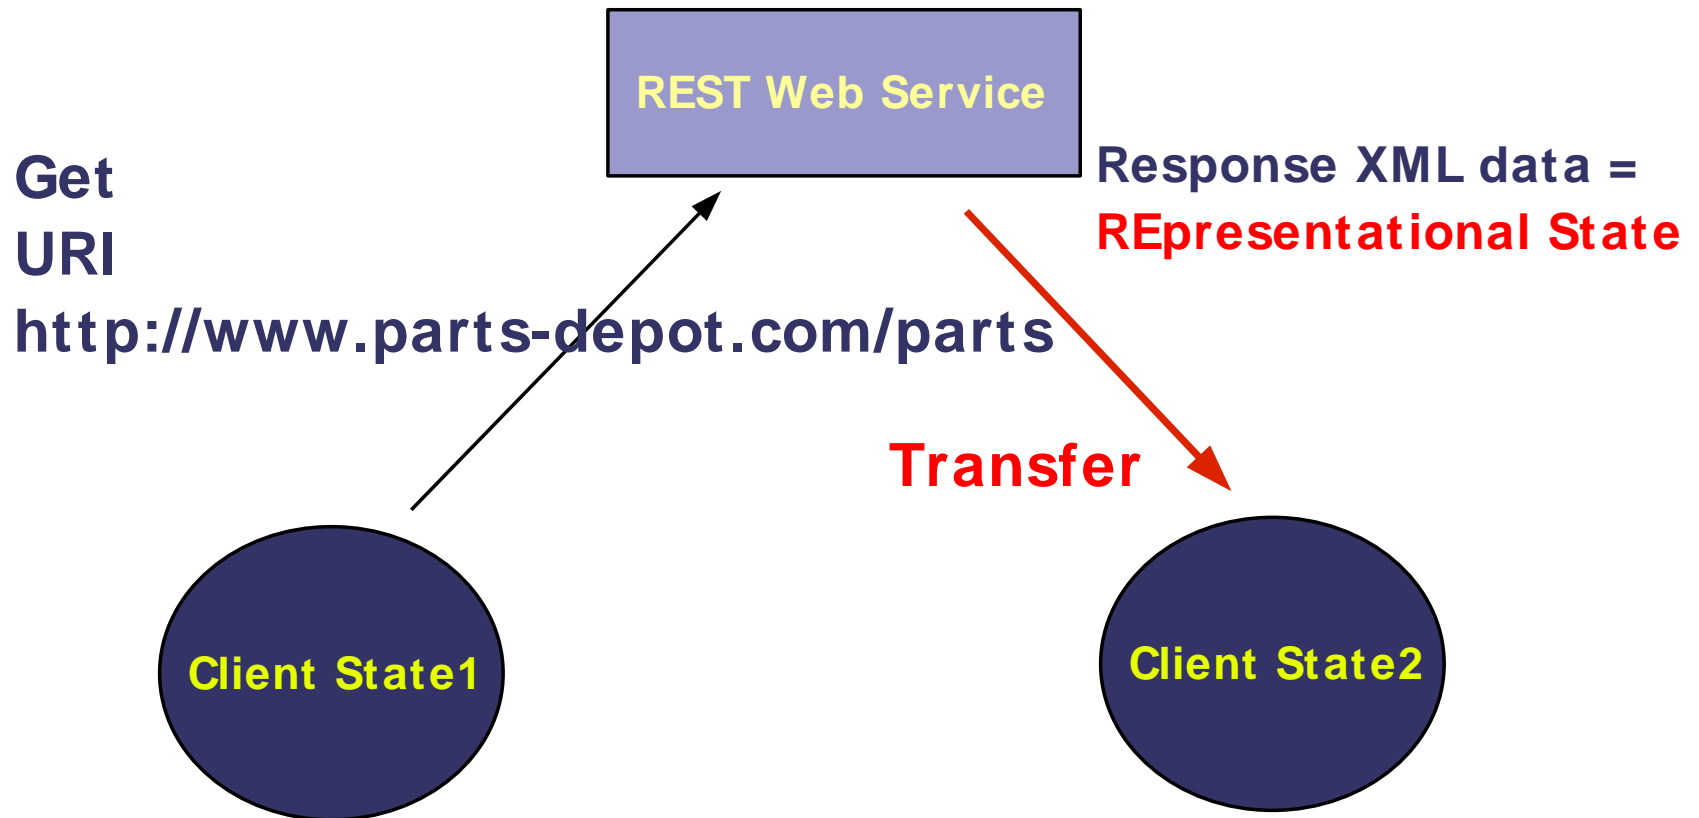 REST Web Service
Get
URI
http://www.parts-depot.com/parts
Response XML data =
REpresentational State
Transfer
Client State1
Client State2